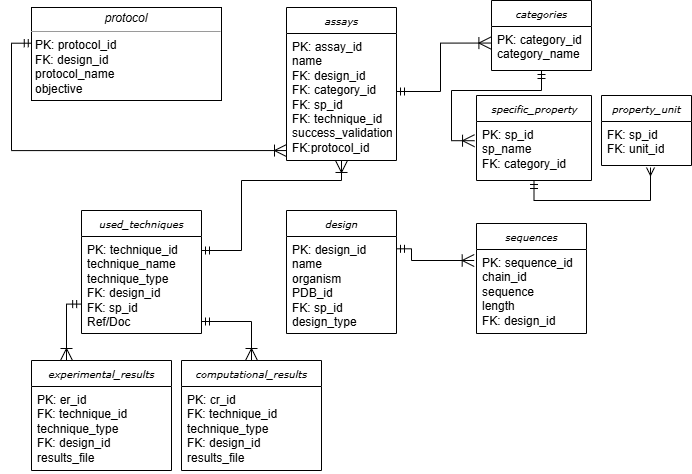 protocol
PK: protocol_id
FK: design_id
protocol_name
objective
assays
PK: assay_id
name
FK: design_id
FK: category_id
FK: sp_id
FK: technique_id
success_validation
FK:protocol_id
categories
PK: category_id
category_name
specific_property
PK: sp_id
sp_name
FK: category_id
property_unit
FK: sp_id
FK: unit_id
used_techniques
PK: technique_id
technique_name
technique_type
FK: design_id
FK: sp_id
Ref/Doc
design
PK: design_id
name
organism
PDB_id
FK: sp_id
design_type
sequences
PK: sequence_id
chain_id
sequence
length
FK: design_id
experimental_results
PK: er_id
FK: technique_id
technique_type
FK: design_id
results_file
computational_results
PK: cr_id
FK: technique_id
technique_type
FK: design_id
results_file